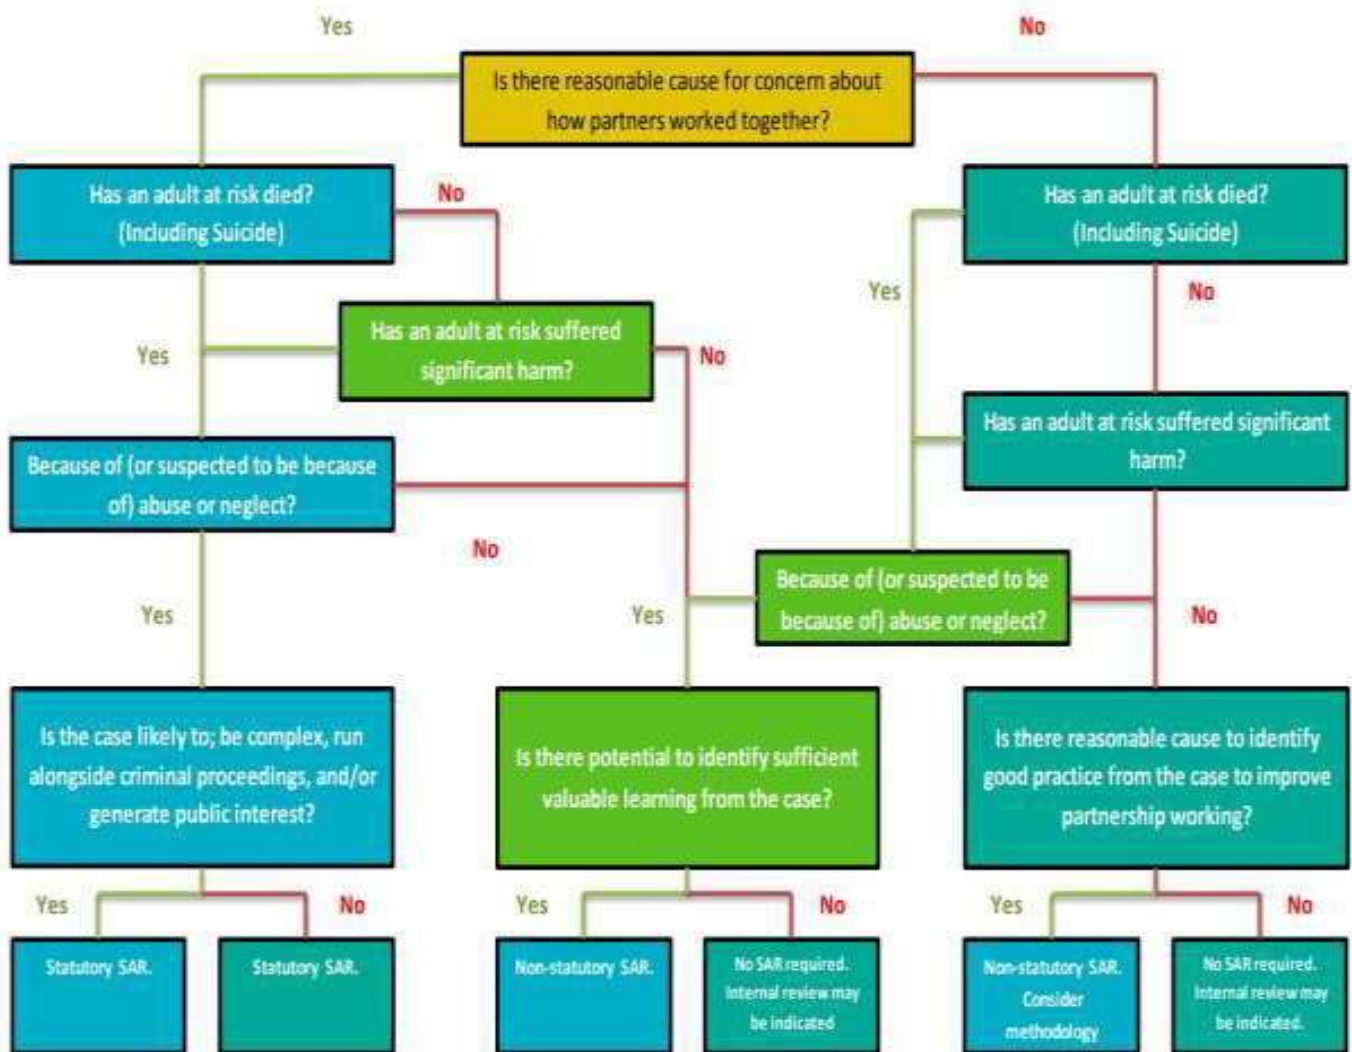 Yes
No
Is there reasonable cause for concern about
how partners worked together?
Has an adult at risk died?
(Including Suicide)
No
Has an adult at risk died?
(Including Suicide)
Yes
No
Has an adult at risk suffered
significant harm?
Yes
No
Has an adult at risk suffered significant
harm?
Because of (or suspected to be because
of) abuse or neglect?
No
Because of (or suspected to be
because of) abuse or neglect?
Yes
Yes
No
Is the case likely to; be complex, run
alongside criminal proceedings, and/or
generate public interest?
Is there potential to identify sufficient
valuable learning from the case?
Is there reasonable cause to identify
good practice from the case to improve
partnership working?
Yes
No
Yes
No
Yes
No
Statutory SAR.
Statutory SAR.
Non-statutory SAR.
No SAR required.
Internal review may
be indicated
Non-statutory SAR.
Consider
methodology
No SAR required.
Internal review may
be indicated.